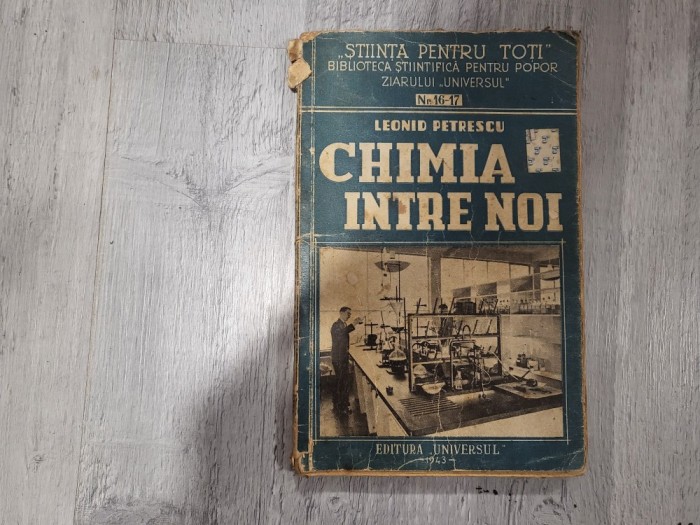 „STIINTA PENTRU TOTI"
BIBLIOTECA STIINTIFICĂ PENTRU POPOR
ZIARULUI „UNIVERSUL"
Nr. 16-17
LEONID PETRESCU
CHIMIA
INTRE NOI
EDITURA „UNIVERSUL"
1943